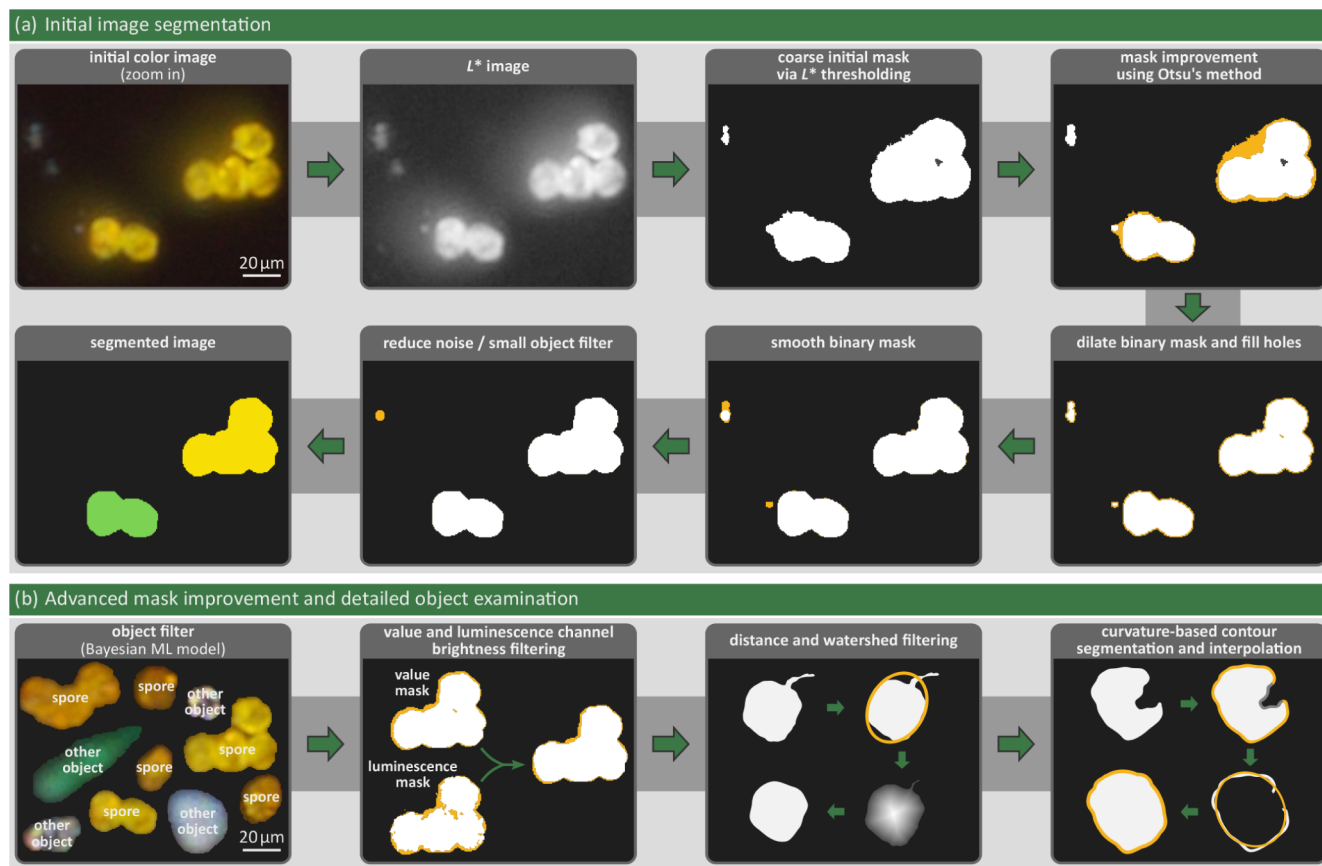 (a) Initial image segmentation
initial color image
(zoom in)
20 µm
L* image
coarse initial mask
via L* thresholding
mask improvement
using Otsu's method
segmented image
reduce noise / small object filter
smooth binary mask
dilate binary mask and fill holes
(b) Advanced mask improvement and detailed object examination
object filter
(Bayesian ML model)
spore
spore
other
object
other
object
spore
spore
spore
spore
other
object
other
object
20 µm
value and luminescence channel
brightness filtering
value
mask
luminescence
mask
distance and watershed filtering
curvature-based contour
segmentation and interpolation